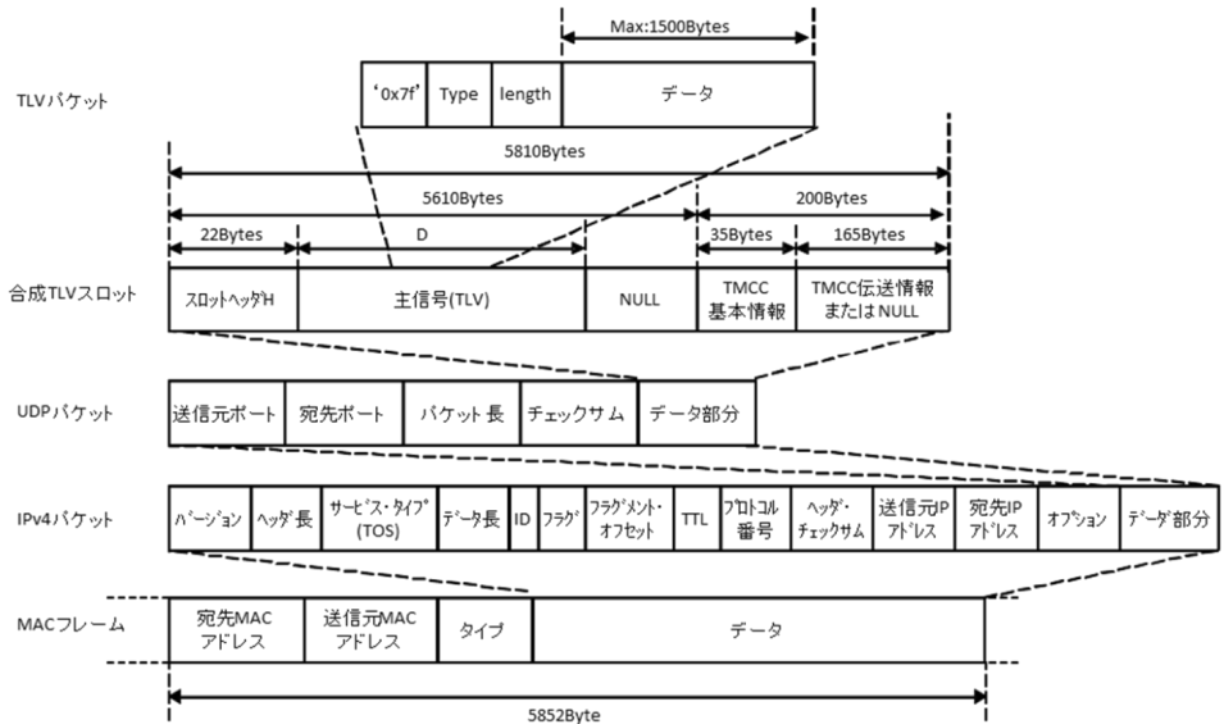 Max:1500Bytes
TLVパケット
‘0x7f’
Type
length
データ
5810Bytes
5610Bytes
200Bytes
22Bytes
D
35Bytes
165Bytes
合成TLVスロット
スロットヘッダH
主信号(TLV)
NULL
TMCC
基本情報
TMCC伝送情報
またはNULL
UDPパケット
送信元ポート
宛先ポート
パケット長
チェックサム
データ部分
IPv4パケット
バージョン
ヘッダ長
サービス・タイプ
(TOS)
データ長
ID
フラグ
フラグメント・
オフセット
TTL
プロトコル
番号
ヘッダ・
チェックサム
送信元IP
アドレス
宛先IP
アドレス
オプション
データ部分
MACフレーム
宛先MAC
アドレス
送信元MAC
アドレス
タイプ
データ
5852Byte